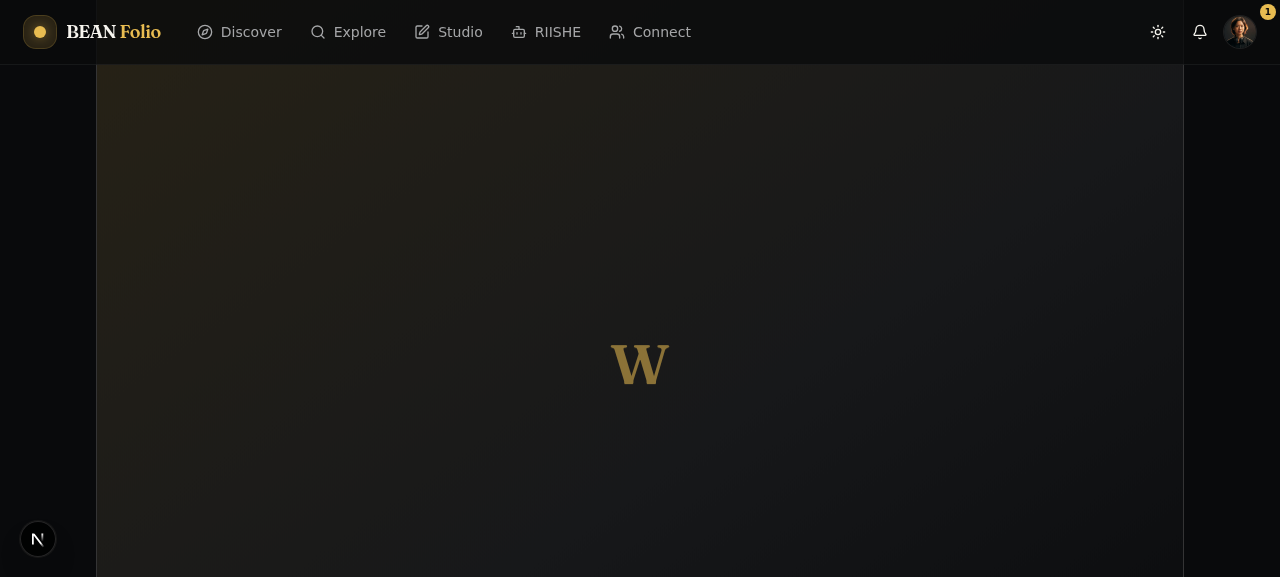 BEAN Folio
Discover
Explore
Studio
RIISHE
Connect
1
W
N